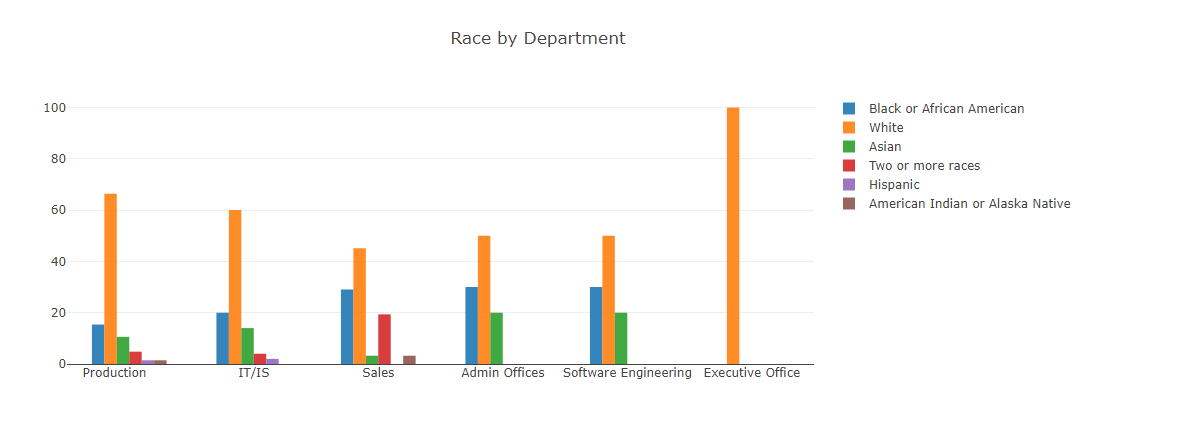 Race by Department
100
80
60
40
20
0
Production IT/IS Sales Admin Offices Software Engineering Executive Office
Black or African American
White
Asian
Two or more races
Hispanic
American Indian or Alaska Native